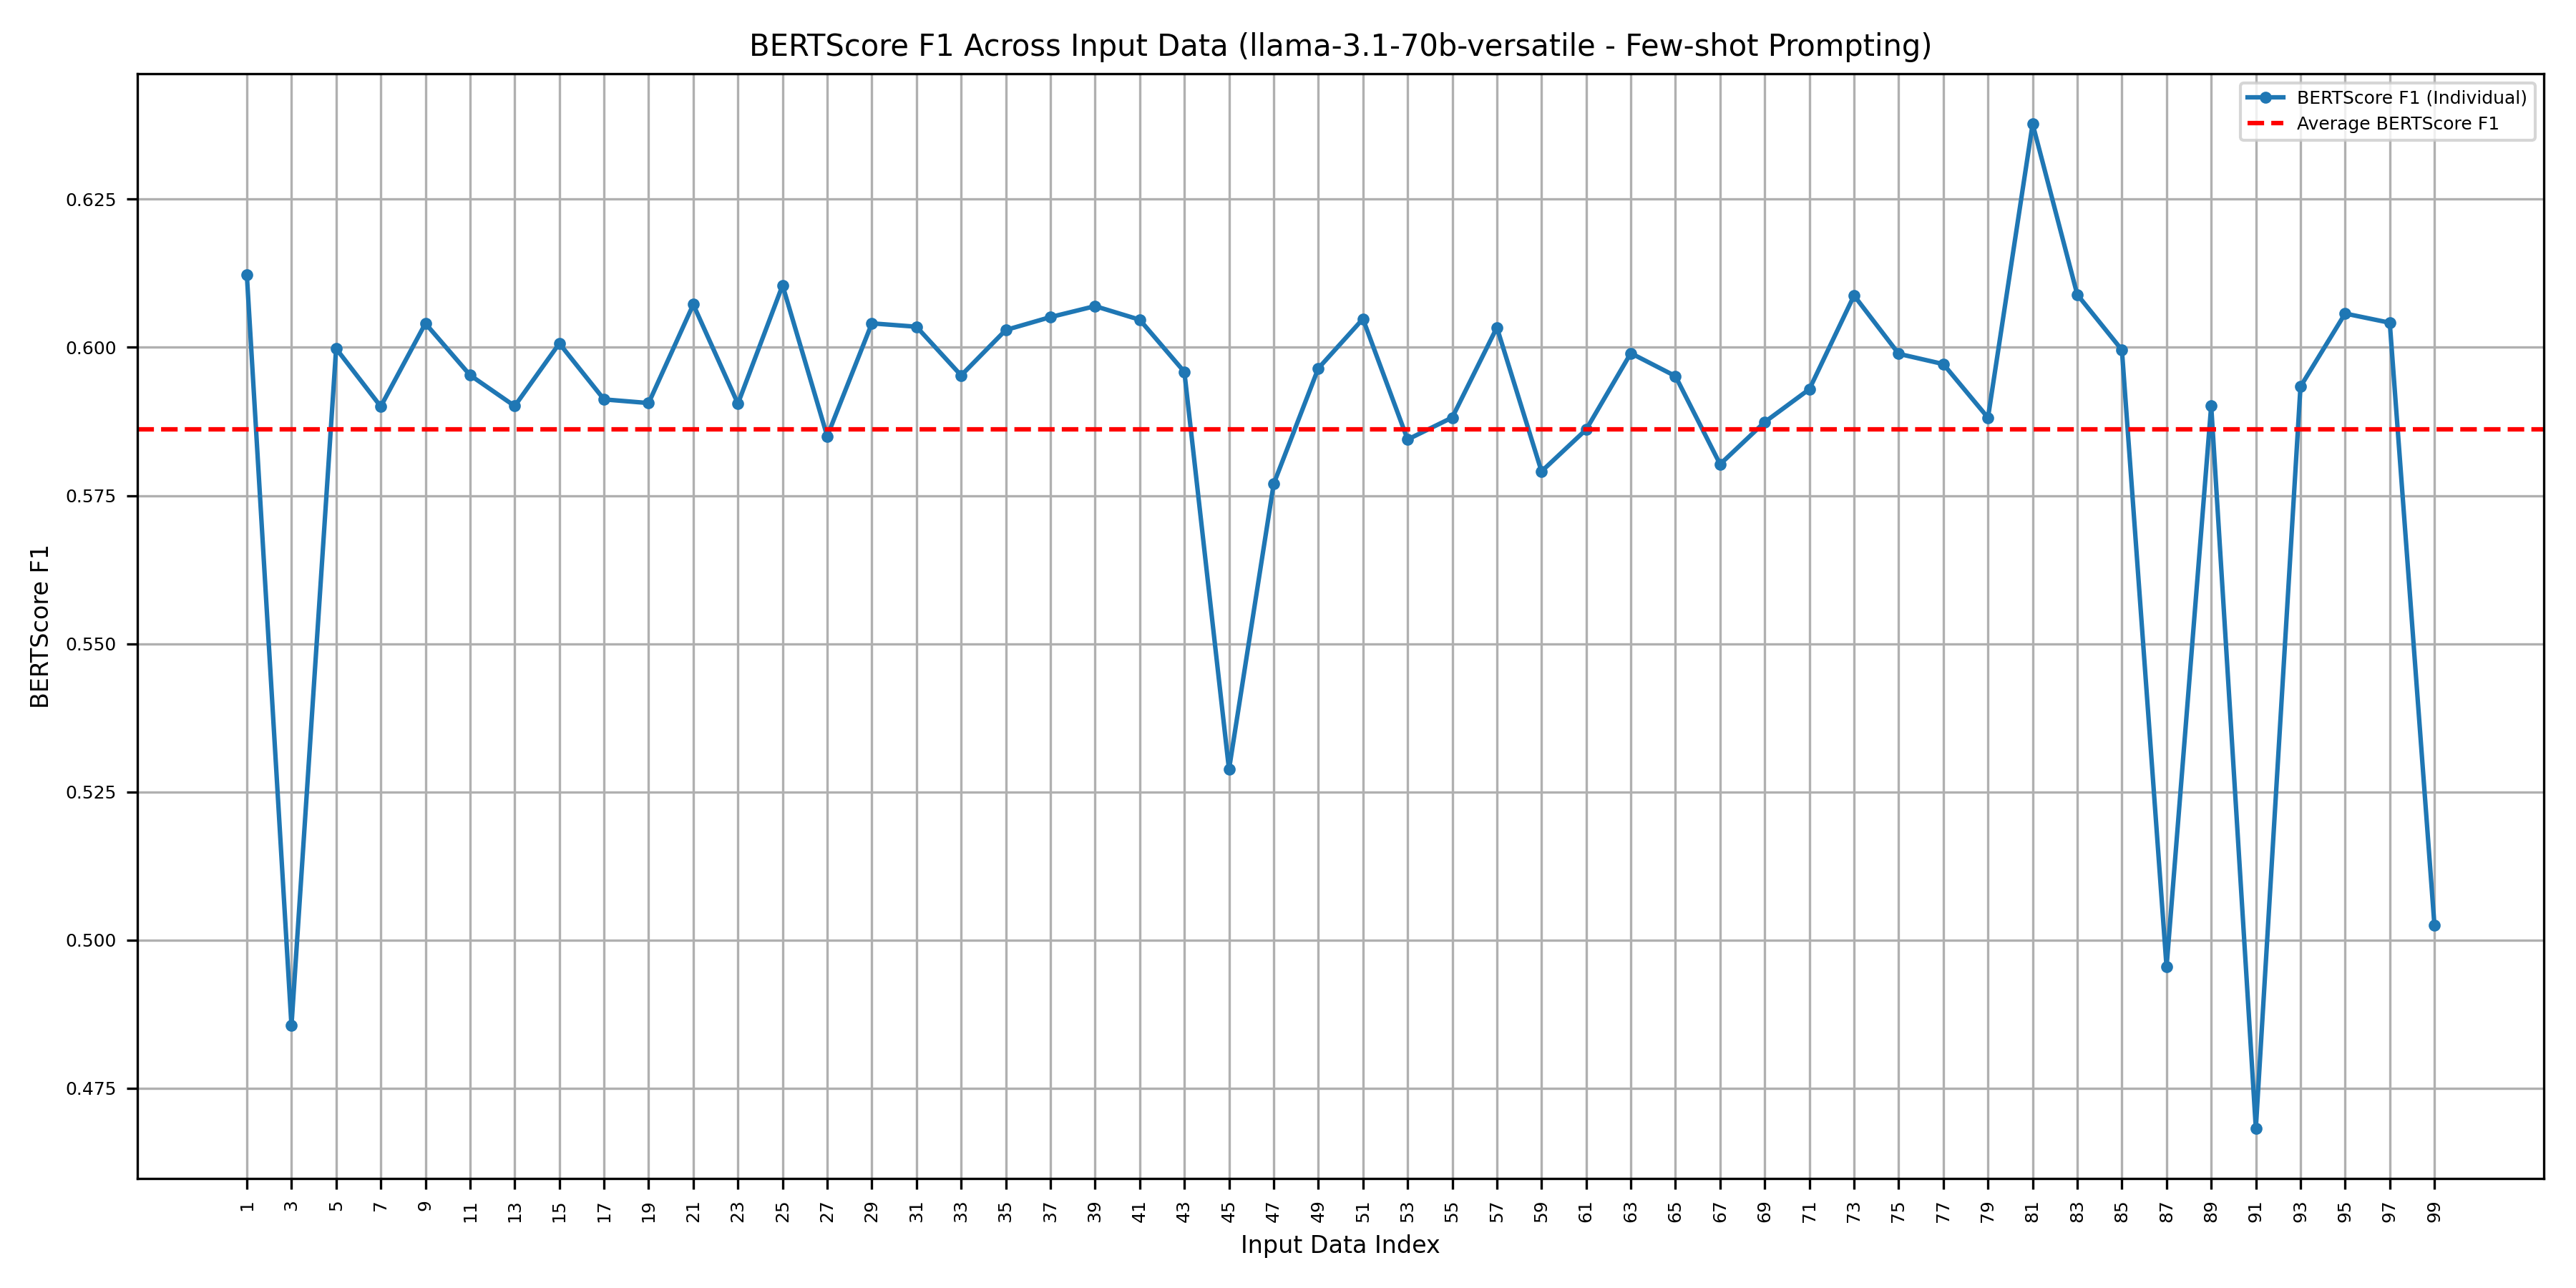 BERTScore F1 Across Input Data (llama-3.1-70b-versatile - Few-shot Prompting)
BERTScore F1 (Individual)
Average BERTScore F1
BERTScore F1
0.625
0.600
0.575
0.550
0.525
0.500
0.475
1 3 5 7 9 11 13 15 17 19 21 23 25 27 29 31 33 35 37 39 41 43 45 47 49 51 53 55 57 59 61 63 65 67 69 71 73 75 77 79 81 83 85 87 89 91 93 95 97 99
Input Data Index